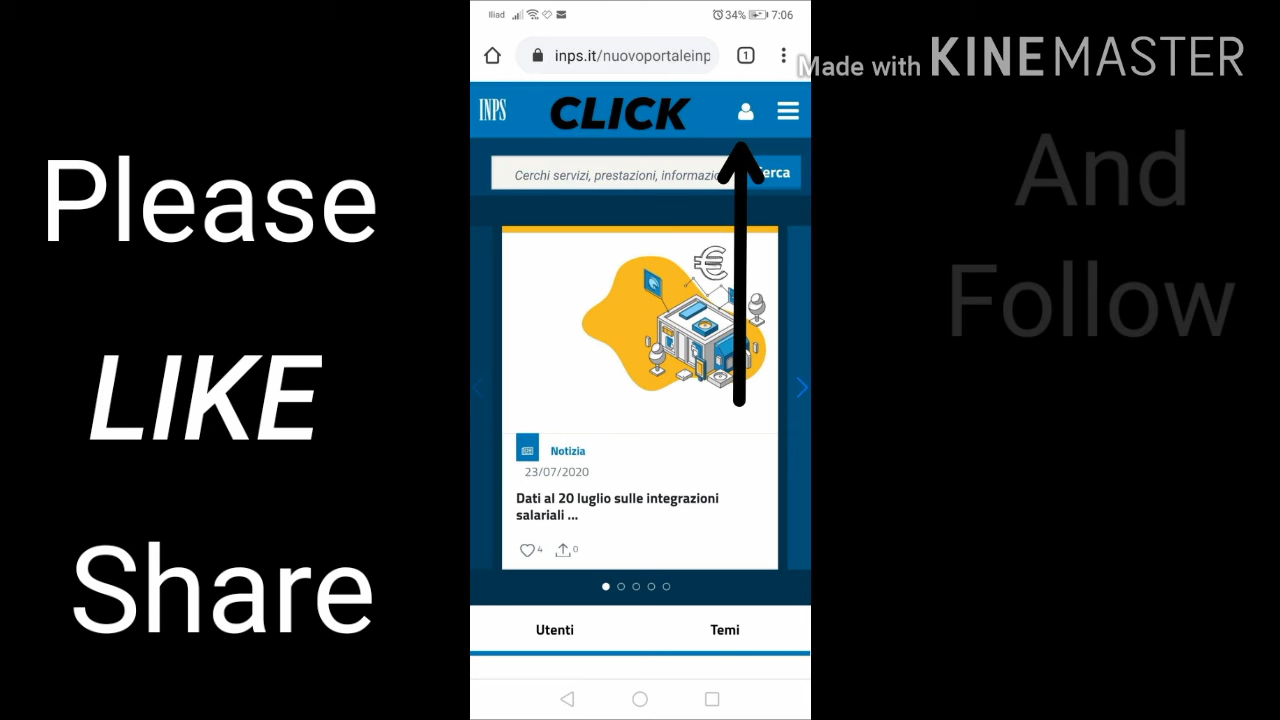 Please
LIKE
Share
Iliad
34%
7:06
inps.it/nuovoportaleinp
1
INPS
CLICK
Cerchi servizi, prestazioni, informazio
erca
€
Notizia
23/07/2020
Dati al 20 luglio sulle integrazioni
salariali ...
4
0
Utenti
Temi
Made with KINEMASTER
And
Follow